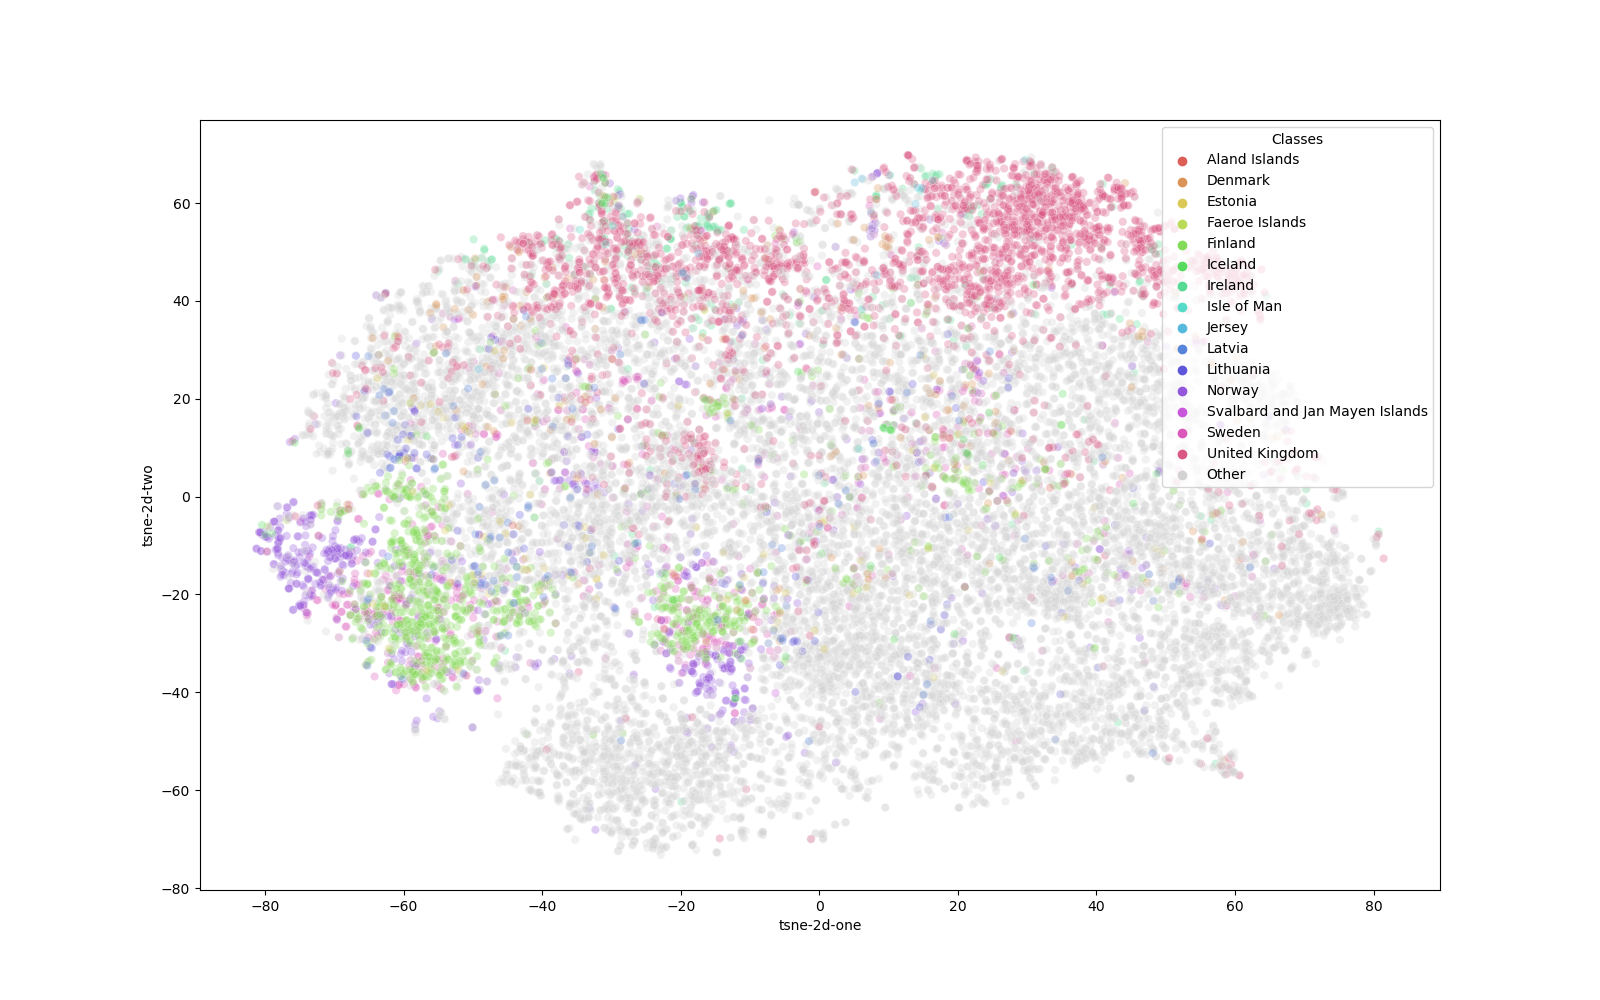 Classes
Aland Islands
Denmark
Estonia
Faeroe Islands
Finland
Iceland
Ireland
Isle of Man
Jersey
Latvia
Lithuania
Norway
Svalbard and Jan Mayen Islands
Sweden
United Kingdom
Other
60
40
20
0
−20
−40
−60
−80
tsne-2d-two
−80 −60 −40 −20 0 20 40 60 80
tsne-2d-one